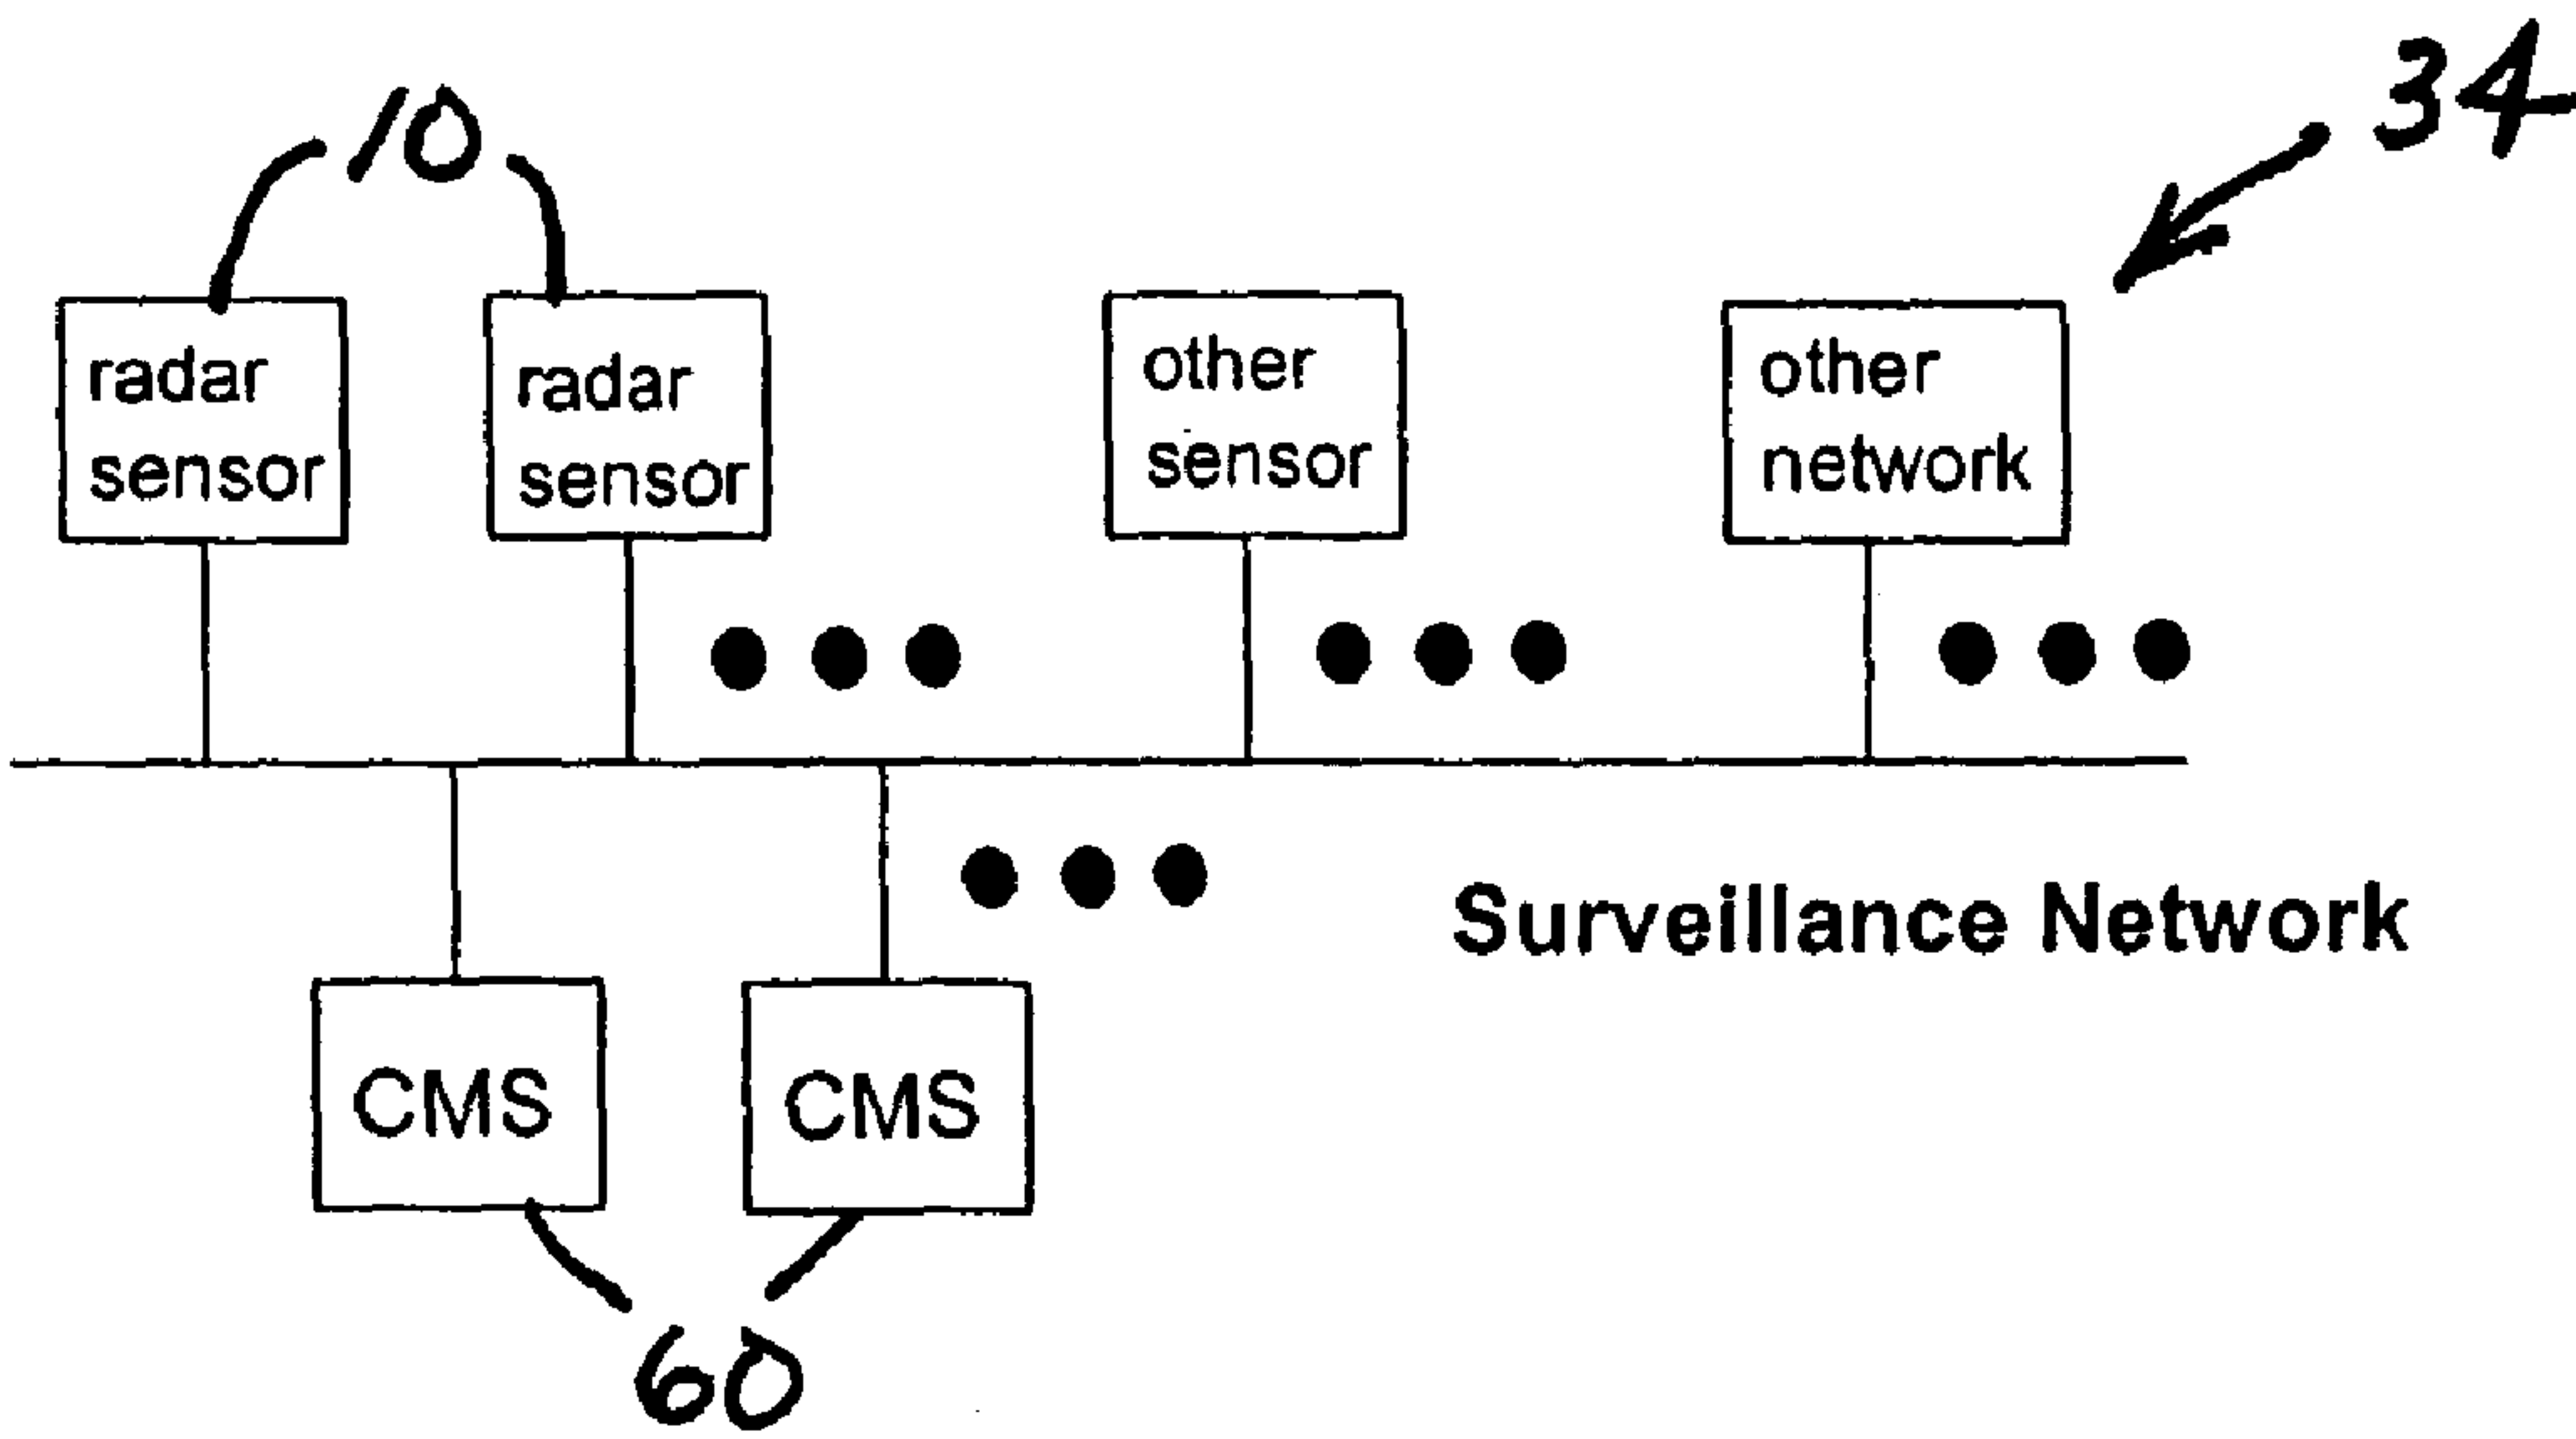 34
10
radar
sensor
radar
sensor
other
sensor
other
network
Surveillance Network
CMS
CMS
60